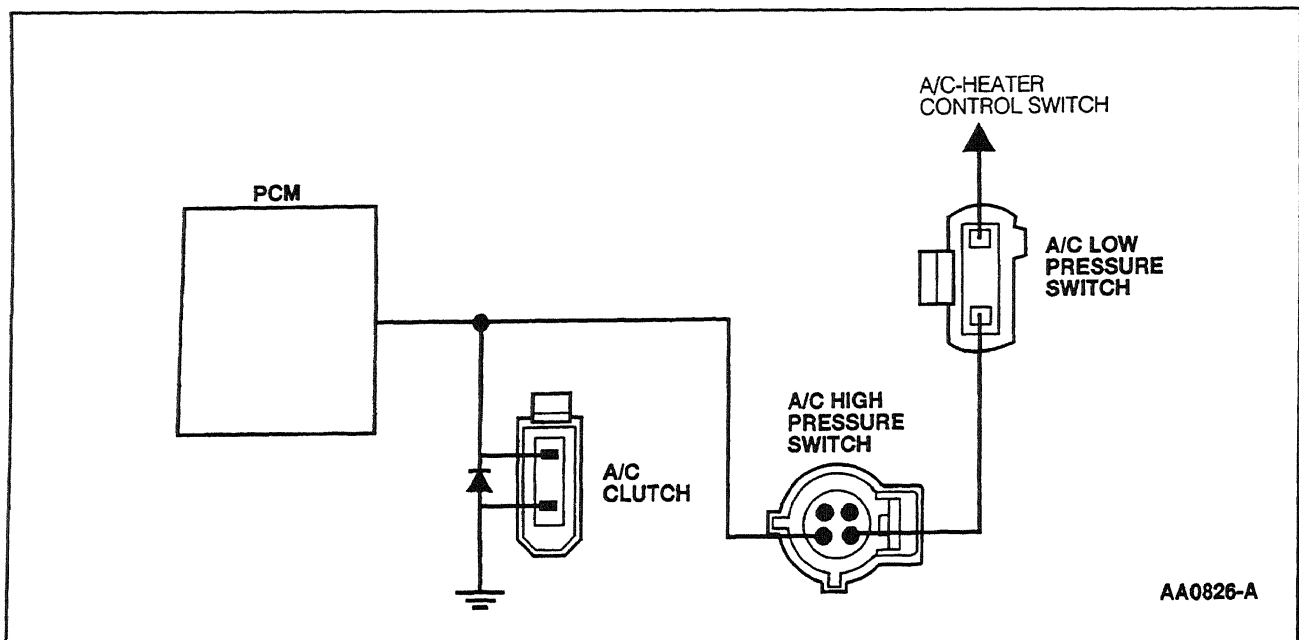 A/C-HEATER
CONTROL SWITCH
PCM
A/C LOW
PRESSURE
SWITCH
A/C HIGH
PRESSURE
SWITCH
A/C
CLUTCH
AA0826-A